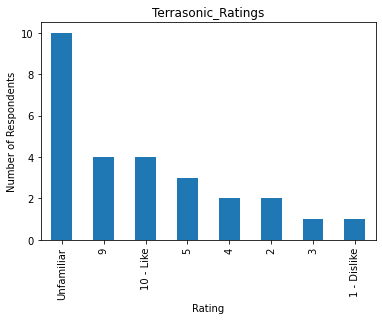 Terrasonic_Ratings
Number of Respondents
10
8
6
4
2
0
Unfamiliar
9
10 - Like
5
4
2
3
1 - Dislike
Rating